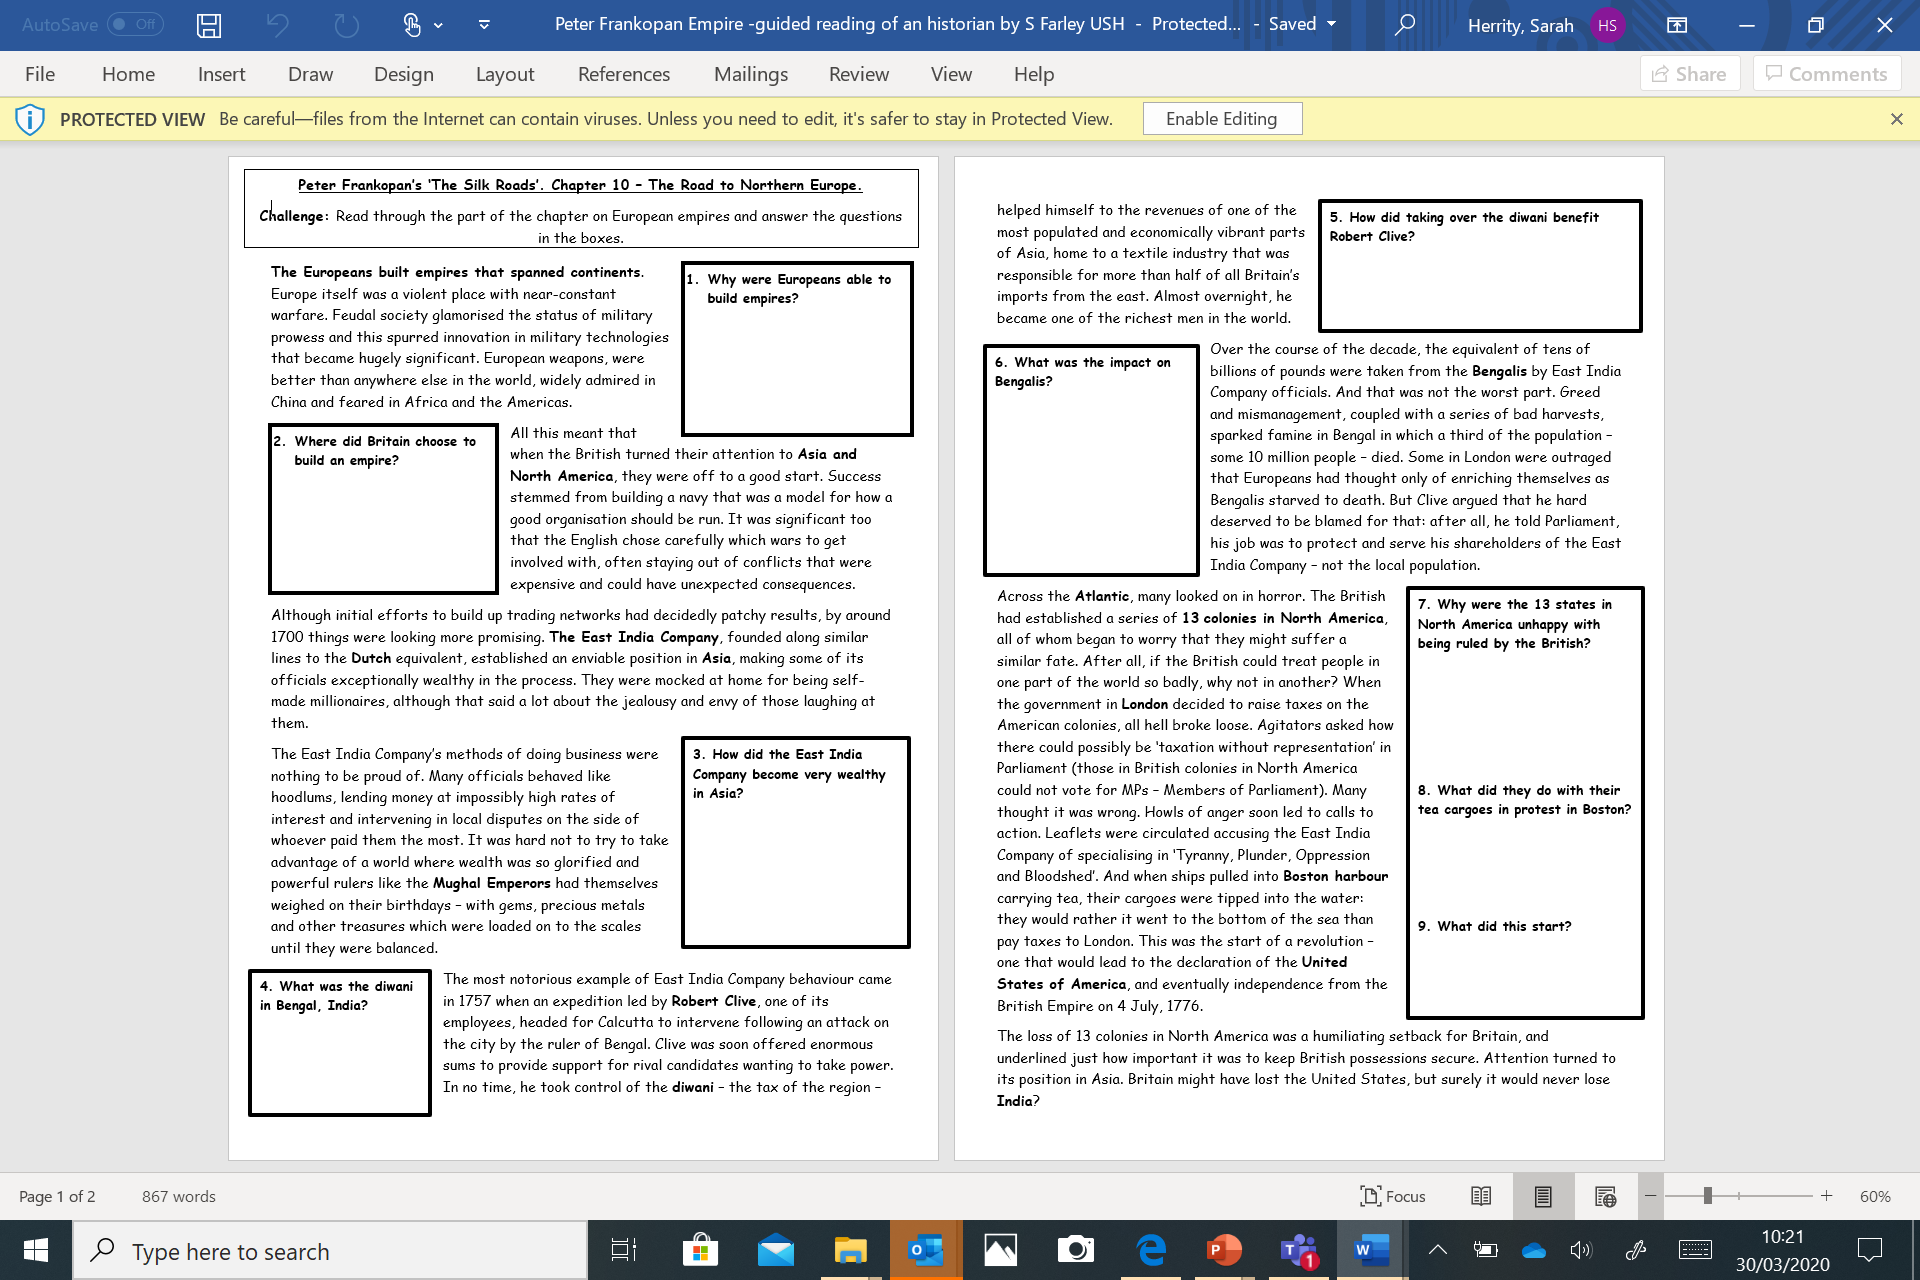 AutoSave Off
Peter Frankopan Empire -guided reading of an historian by S Farley USH - Protected... - Saved
Herrity, Sarah HS
File Home Insert Draw Design Layout References Mailings Review View Help Share Comments
PROTECTED VIEW Be careful—files from the Internet can contain viruses. Unless you need to edit, it's safer to stay in Protected View. Enable Editing
Peter Frankopan's 'The Silk Roads'. Chapter 10 – The Road to Northern Europe.
Challenge: Read through the part of the chapter on European empires and answer the questions
in the boxes.
The Europeans built empires that spanned continents.
Europe itself was a violent place with near-constant
warfare. Feudal society glamorised the status of military
prowess and this spurred innovation in military technologies
that became hugely significant. European weapons, were
better than anywhere else in the world, widely admired in
China and feared in Africa and the Americas.
1. Why were Europeans able to
build empires?
2. Where did Britain choose to
build an empire?
All this meant that
when the British turned their attention to Asia and
North America, they were off to a good start. Success
stemmed from building a navy that was a model for how a
good organisation should be run. It was significant too
that the English chose carefully which wars to get
involved with, often staying out of conflicts that were
expensive and could have unexpected consequences.
Although initial efforts to build up trading networks had decidedly patchy results, by around
1700 things were looking more promising. The East India Company, founded along similar
lines to the Dutch equivalent, established an enviable position in Asia, making some of its
officials exceptionally wealthy in the process. They were mocked at home for being self-
made millionaires, although that said a lot about the jealousy and envy of those laughing at
them.
The East India Company's methods of doing business were
nothing to be proud of. Many officials behaved like
hoodlums, lending money at impossibly high rates of
interest and intervening in local disputes on the side of
whoever paid them the most. It was hard not to try to take
advantage of a world where wealth was so glorified and
powerful rulers like the Mughal Emperors had themselves
weighed on their birthdays – with gems, precious metals
and other treasures which were loaded on to the scales
until they were balanced.
3. How did the East India
Company become very wealthy
in Asia?
4. What was the diwani
in Bengal, India?
The most notorious example of East India Company behaviour came
in 1757 when an expedition led by Robert Clive, one of its
employees, headed for Calcutta to intervene following an attack on
the city by the ruler of Bengal. Clive was soon offered enormous
sums to provide support for rival candidates wanting to take power.
In no time, he took control of the diwani – the tax of the region –
helped himself to the revenues of one of the
most populated and economically vibrant parts
of Asia, home to a textile industry that was
responsible for more than half of all Britain's
imports from the east. Almost overnight, he
became one of the richest men in the world.
5. How did taking over the diwani benefit
Robert Clive?
6. What was the impact on
Bengalis?
Over the course of the decade, the equivalent of tens of
billions of pounds were taken from the Bengalis by East India
Company officials. And that was not the worst part. Greed
and mismanagement, coupled with a series of bad harvests,
sparked famine in Bengal in which a third of the population –
some 10 million people – died. Some in London were outraged
that Europeans had thought only of enriching themselves as
Bengalis starved to death. But Clive argued that he hard
deserved to be blamed for that: after all, he told Parliament,
his job was to protect and serve his shareholders of the East
India Company – not the local population.
Across the Atlantic, many looked on in horror. The British
had established a series of 13 colonies in North America,
all of whom began to worry that they might suffer a
similar fate. After all, if the British could treat people in
one part of the world so badly, why not in another? When
the government in London decided to raise taxes on the
American colonies, all hell broke loose. Agitators asked how
there could possibly be 'taxation without representation' in
Parliament (those in British colonies in North America
could not vote for MPs – Members of Parliament). Many
thought it was wrong. Howls of anger soon led to calls to
action. Leaflets were circulated accusing the East India
Company of specialising in 'Tyranny, Plunder, Oppression
and Bloodshed'. And when ships pulled into Boston harbour
carrying tea, their cargoes were tipped into the water:
they would rather it went to the bottom of the sea than
pay taxes to London. This was the start of a revolution –
one that would lead to the declaration of the United
States of America, and eventually independence from the
British Empire on 4 July, 1776.
7. Why were the 13 states in
North America unhappy with
being ruled by the British?
8. What did they do with their
tea cargoes in protest in Boston?
9. What did this start?
The loss of 13 colonies in North America was a humiliating setback for Britain, and
underlined just how important it was to keep British possessions secure. Attention turned to
its position in Asia. Britain might have lost the United States, but surely it would never lose
India?
Page 1 of 2 867 words Focus 60%
Type here to search
10:21
30/03/2020